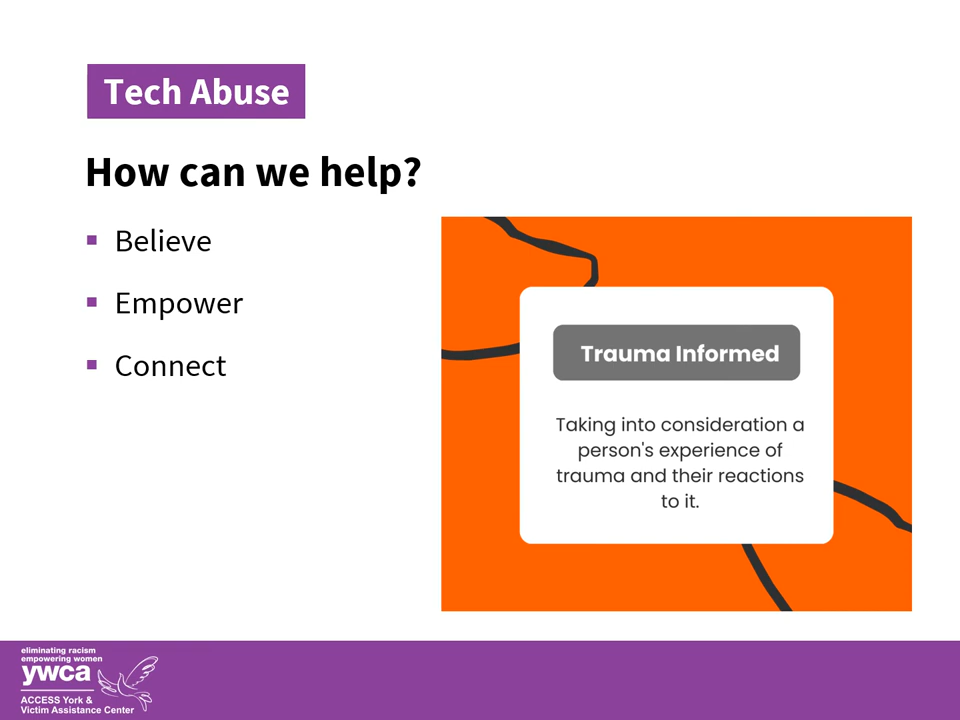 Tech Abuse
How can we help?
Believe
Empower
Connect
Trauma Informed
Taking into consideration a
person's experience of
trauma and their reactions
to it.
eliminating racism
empowering women
ywca
ACCESS York &
Victim Assistance Center